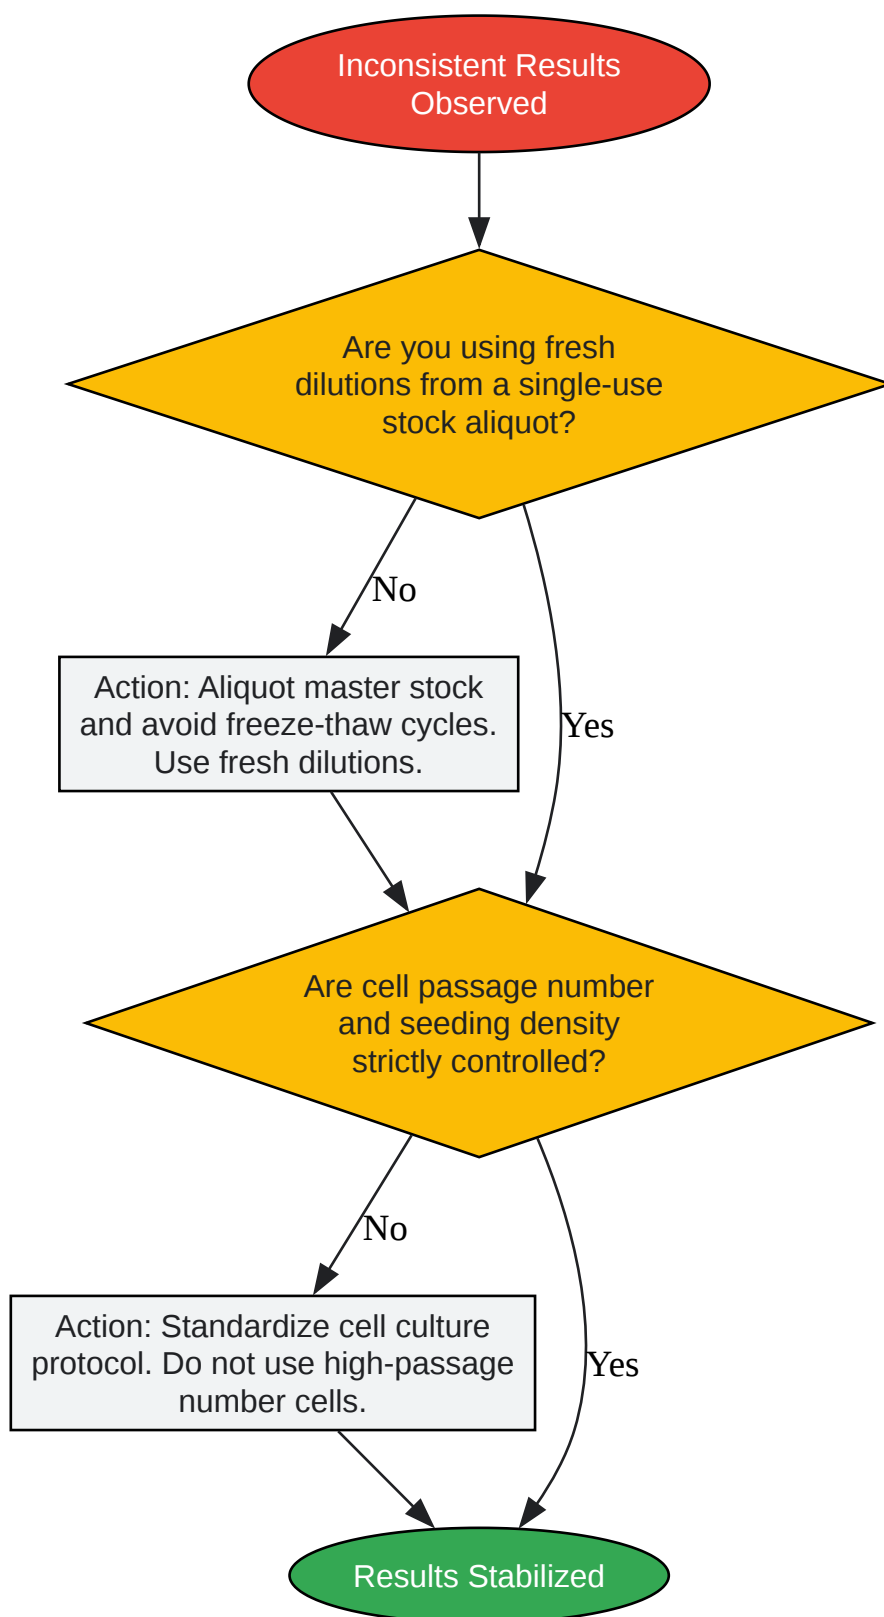 Inconsistent Results
Observed
Are you using fresh
dilutions from a single-use
stock aliquot?
No
Action: Aliquot master stock
and avoid freeze-thaw cycles.
Use fresh dilutions.
Yes
Are cell passage number
and seeding density
strictly controlled?
No
Action: Standardize cell culture
protocol. Do not use high-passage
number cells.
Yes
Results Stabilized